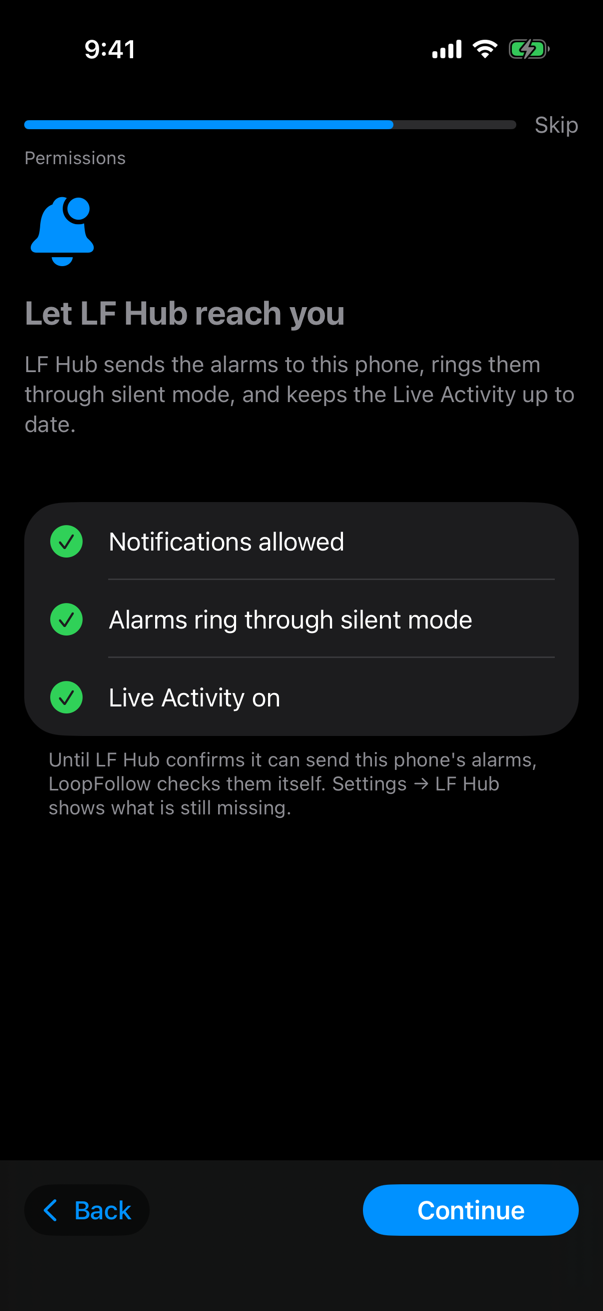 9:41
Skip
Permissions
Let LF Hub reach you
LF Hub sends the alarms to this phone, rings them
through silent mode, and keeps the Live Activity up to
date.
Notifications allowed
Alarms ring through silent mode
Live Activity on
Until LF Hub confirms it can send this phone's alarms,
LoopFollow checks them itself. Settings → LF Hub
shows what is still missing.
Back
Continue